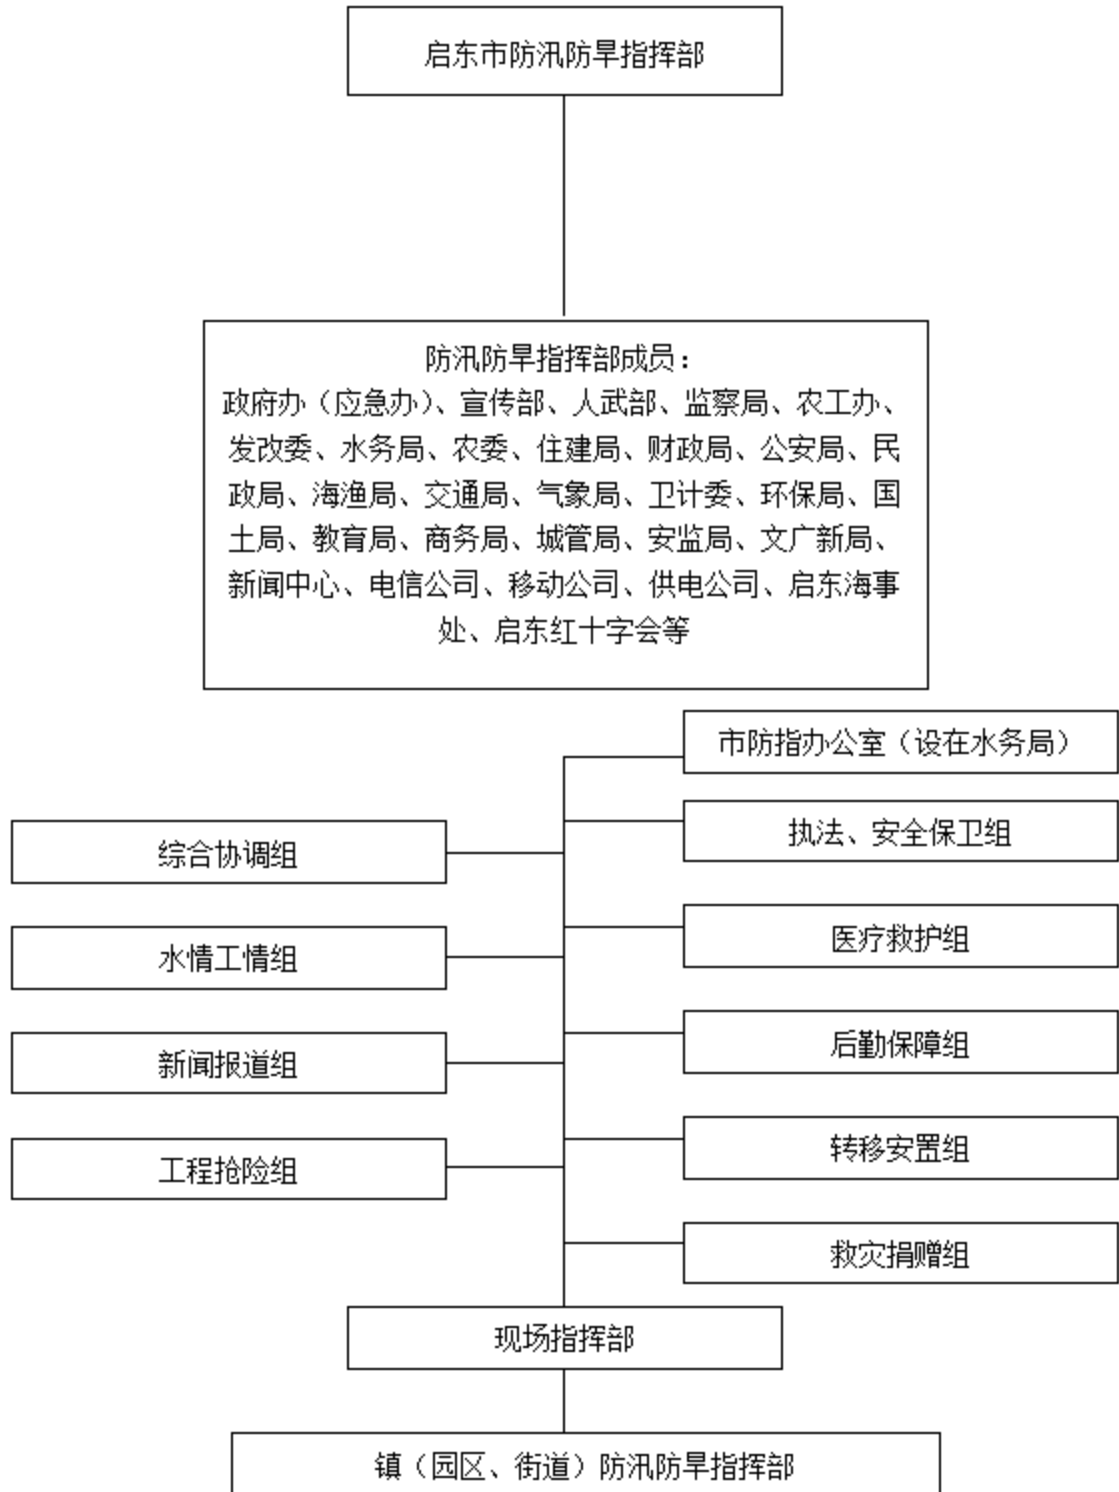 启东市防汛防旱指挥部
防汛防旱指挥部成员：
政府办（应急办）、宣传部、人武部、监察局、农工办、
发改委、水务局、农委、住建局、财政局、公安局、民
政局、海渔局、交通局、气象局、卫计委、环保局、国
土局、教育局、商务局、城管局、安监局、文广新局、
新闻中心、电信公司、移动公司、供电公司、启东海事
处、启东红十字会等
市防指办公室（设在水务局）
执法、安全保卫组
综合协调组
医疗救护组
水情工情组
后勤保障组
新闻报道组
转移安置组
工程抢险组
救灾捐赠组
现场指挥部
镇（园区、街道）防汛防旱指挥部